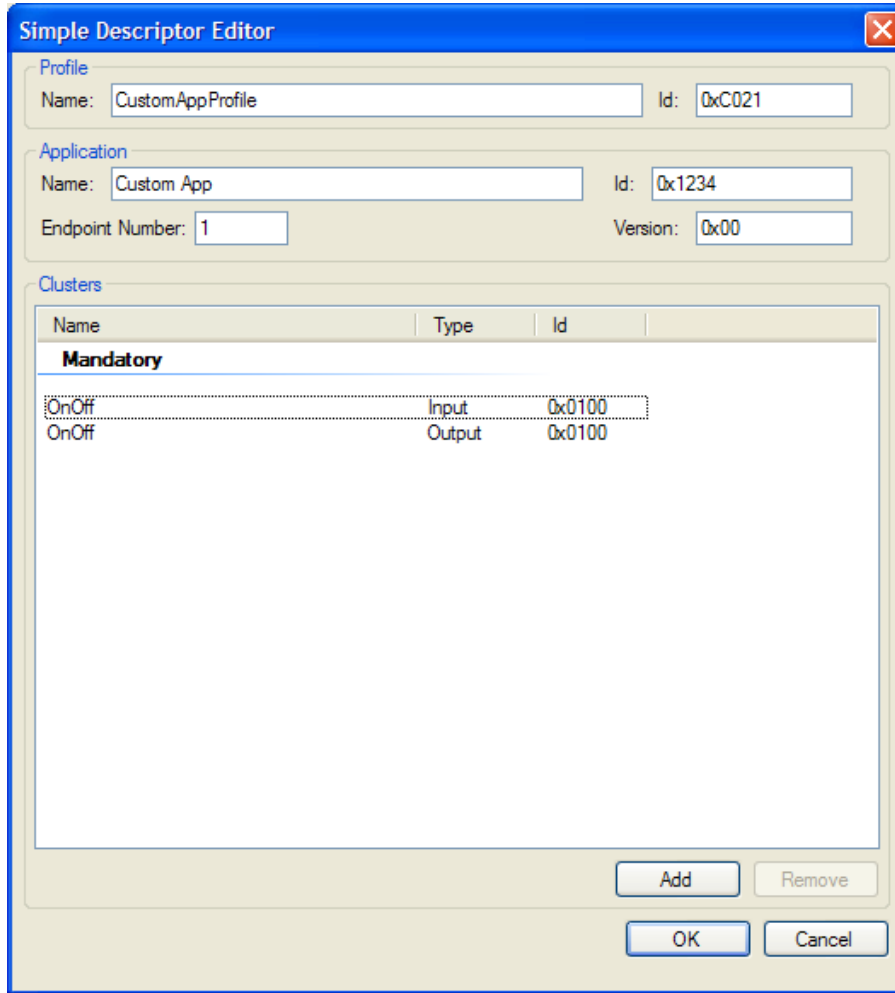 Simple Descriptor Editor
Profile
Name: CustomAppProfile Id: 0xC021
Application
Name: Custom App Id: 0x1234
Endpoint Number: 1 Version: 0x00
Clusters
Name Type Id
Mandatory
OnOff Input 0x0100
OnOff Output 0x0100
Add Remove
OK Cancel